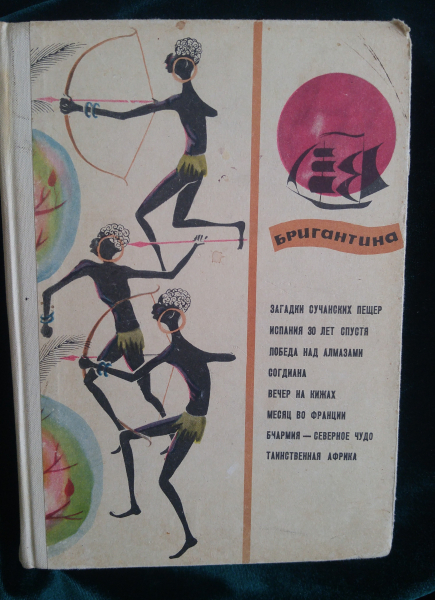 БРИГАНТИНА
ЗАГАДКИ СУЧАНСКИХ ПЕЩЕР
ИСПАНИЯ 30 ЛЕТ СПУСТЯ
ПОБЕДА НАД АЛМАЗАМИ
СОГДИАНА
ВЕЧЕР НА КИЖАХ
МЕСЯЦ ВО ФРАНЦИИ
БЧАРМИЯ — СЕВЕРНОЕ ЧУДО
ТАИНСТВЕННАЯ АФРИКА